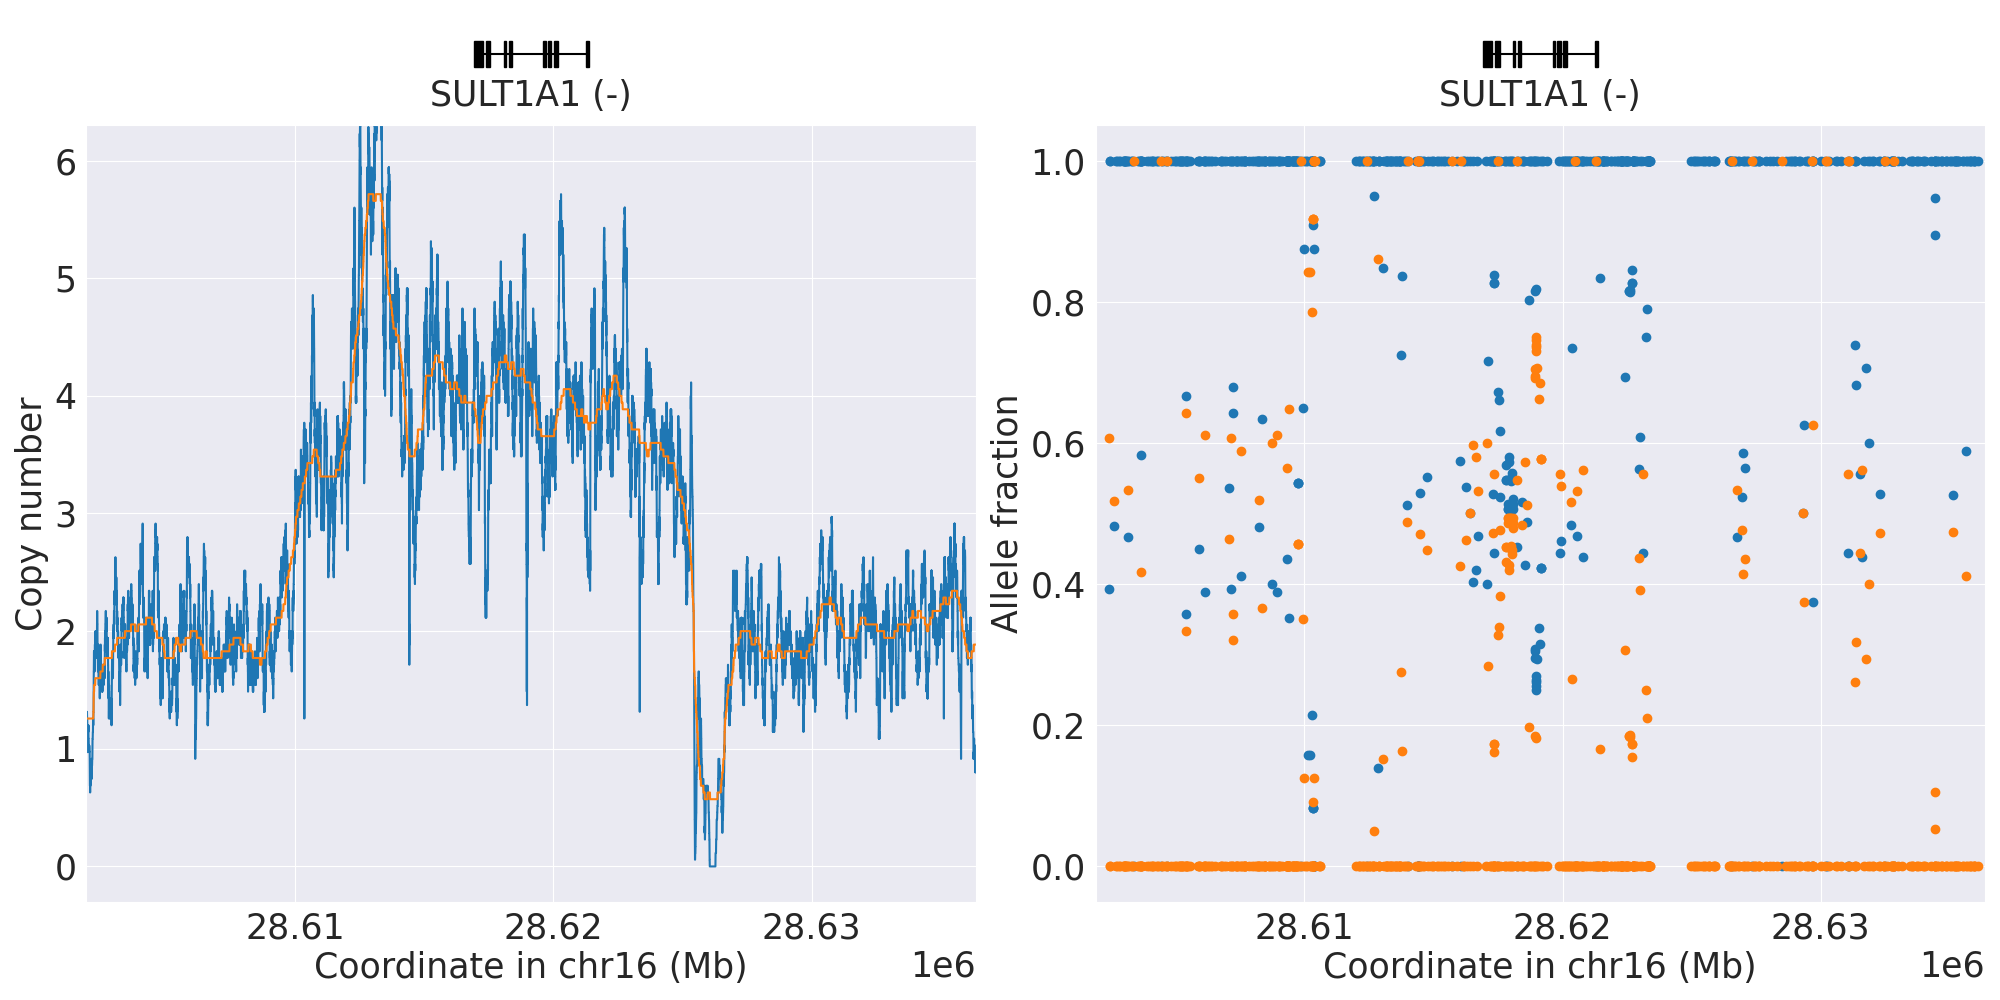 SULT1A1 (-)
Copy number
6
5
4
3
2
1
0
28.61 28.62 28.63
Coordinate in chr16 (Mb)
1e6
SULT1A1 (-)
Allele fraction
1.0
0.8
0.6
0.4
0.2
0.0
28.61 28.62 28.63
Coordinate in chr16 (Mb)
1e6